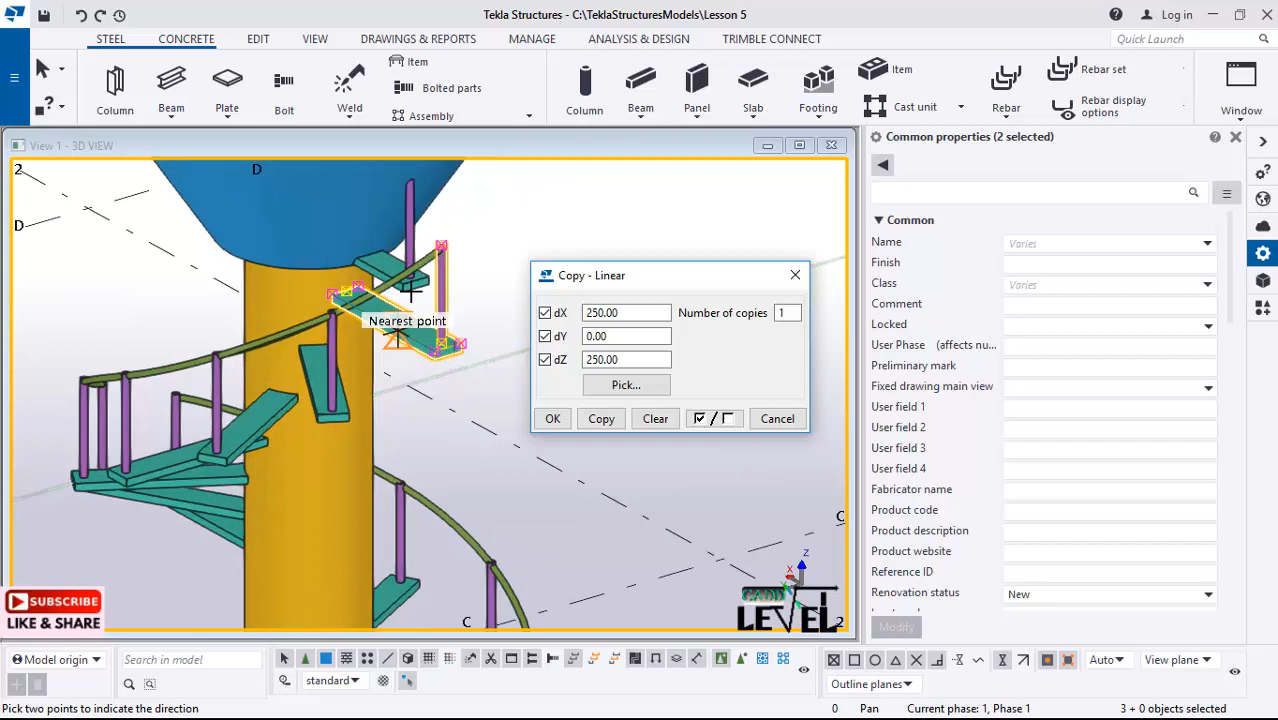 Tekla Structures - C:\TeklaStructuresModels\Lesson 5
Log in
STEEL CONCRETE EDIT VIEW DRAWINGS & REPORTS MANAGE ANALYSIS & DESIGN TRIMBLE CONNECT
Quick Launch
Column
Beam
Plate
Bolt
Weld
Item
Bolted parts
Assembly
Column
Beam
Panel
Slab
Footing
Item
Cast unit
Rebar
Rebar set
Rebar display options
Window
View 1 - 3D VIEW
2
D
D
Nearest point
C
C
2
Z
X
Copy - Linear
dX 250.00 Number of copies 1
dY 0.00
dZ 250.00
Pick...
OK Copy Clear / Cancel
Common properties (2 selected)
Common
Name Varies
Finish
Class Varies
Comment
Locked
User Phase (affects nu...
Preliminary mark
Fixed drawing main view
User field 1
User field 2
User field 3
User field 4
Fabricator name
Product code
Product description
Product website
Reference ID
Renovation status New
Modify
SUBSCRIBE
LIKE & SHARE
CADD
LEVEL
Model origin
Search in model
standard
Auto
View plane
Outline planes
Pick two points to indicate the direction
0 Pan Current phase: 1, Phase 1 3 + 0 objects selected